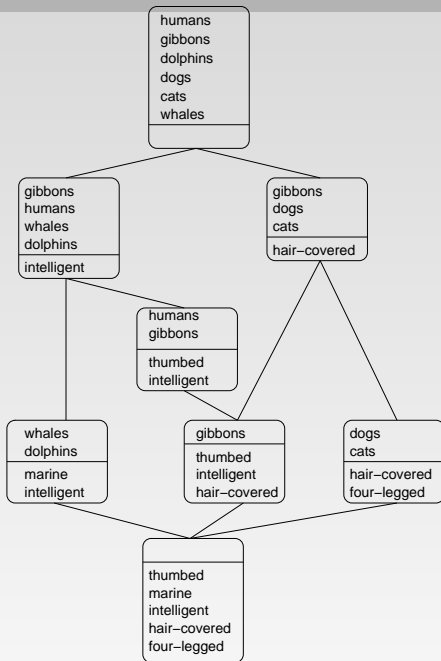 humans
gibbons
dolphins
dogs
cats
whales
gibbons
humans
whales
dolphins
intelligent
gibbons
dogs
cats
hair–covered
humans
gibbons
thumbed
intelligent
whales
dolphins
marine
intelligent
gibbons
thumbed
intelligent
hair–covered
dogs
cats
hair–covered
four–legged
thumbed
marine
intelligent
hair–covered
four–legged